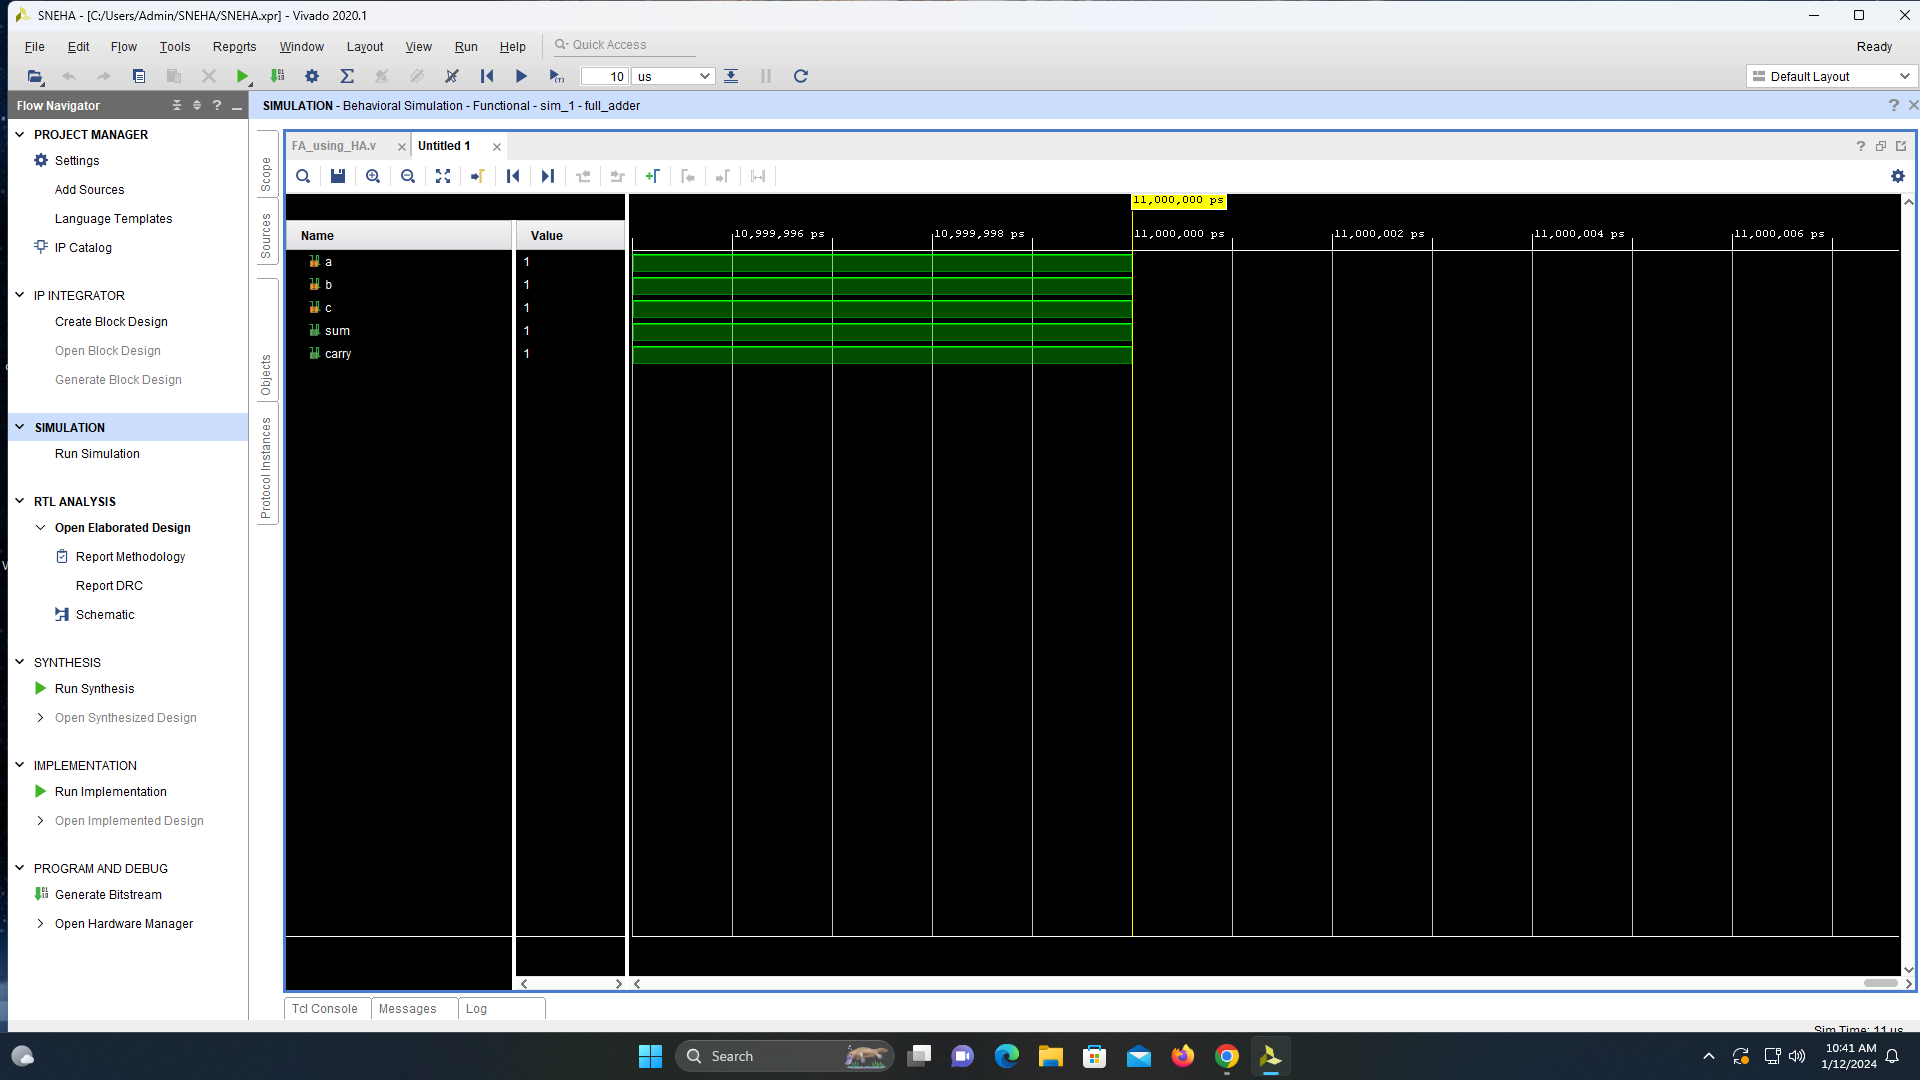 SNEHA - [C:/Users/Admin/SNEHA/SNEHA.xpr] - Vivado 2020.1
File Edit Flow Tools Reports Window Layout View Run Help Quick Access Ready
10 us Default Layout
Flow Navigator
SIMULATION - Behavioral Simulation - Functional - sim_1 - full_adder
PROJECT MANAGER
Settings
Add Sources
Language Templates
IP Catalog
IP INTEGRATOR
Create Block Design
Open Block Design
Generate Block Design
SIMULATION
Run Simulation
RTL ANALYSIS
Open Elaborated Design
Report Methodology
Report DRC
Schematic
SYNTHESIS
Run Synthesis
Open Synthesized Design
IMPLEMENTATION
Run Implementation
Open Implemented Design
PROGRAM AND DEBUG
Generate Bitstream
Open Hardware Manager
Scope
Sources
Objects
Protocol Instances
FA_using_HA.v Untitled 1
11,000,000 ps
Name Value
10,999,996 ps 10,999,998 ps 11,000,000 ps 11,000,002 ps 11,000,004 ps 11,000,006 ps
a 1
b 1
c 1
sum 1
carry 1
Tcl Console Messages Log
Sim Time: 11 us
Search
10:41 AM
1/12/2024